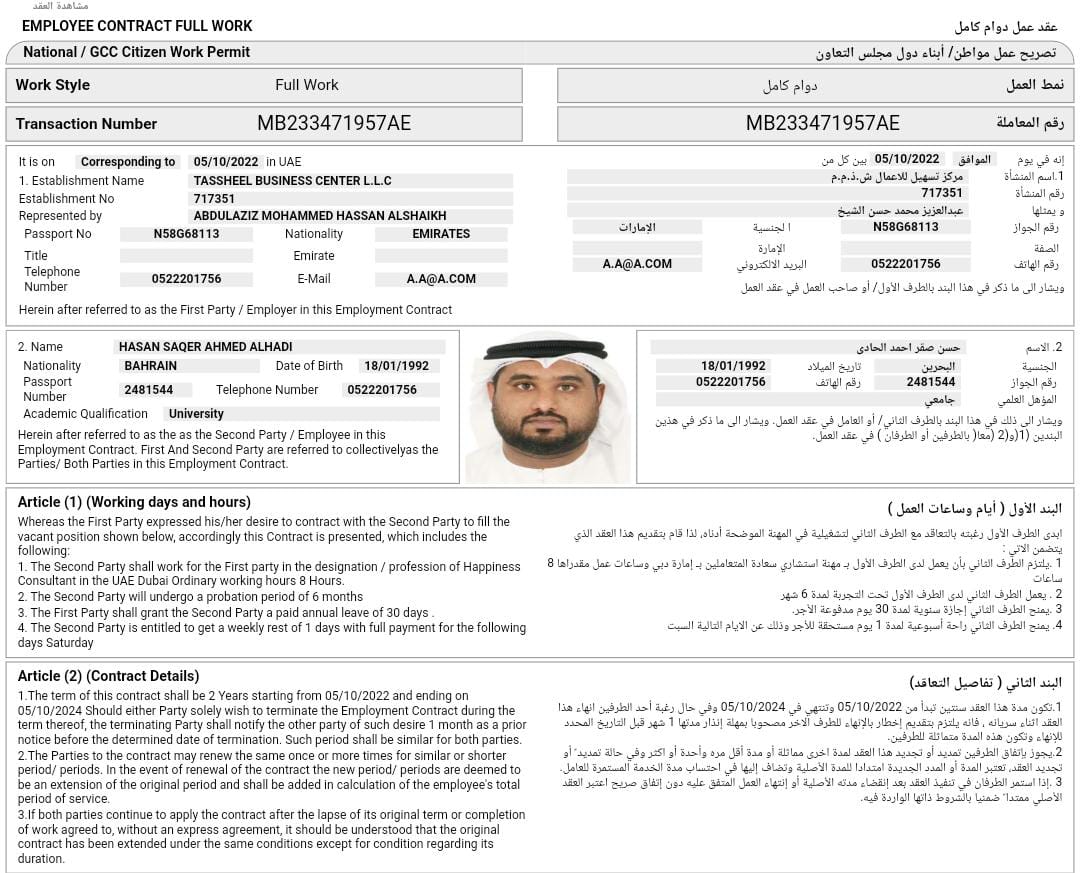 مشاهدة العقد
EMPLOYEE CONTRACT FULL WORK
عقد عمل دوام كامل
National / GCC Citizen Work Permit
تصريح عمل مواطن/ أبناء دول مجلس التعاون
Work Style Full Work
نمط العمل دوام كامل
Transaction Number MB233471957AE
رقم المعاملة MB233471957AE
It is on Corresponding to 05/10/2022 in UAE
1. Establishment Name TASSHEEL BUSINESS CENTER L.L.C
Establishment No 717351
Represented by ABDULAZIZ MOHAMMED HASSAN ALSHAIKH
Passport No N58G68113 Nationality EMIRATES
Title Emirate
Telephone
Number 0522201756 E-Mail A.A@A.COM
Herein after referred to as the First Party / Employer in this Employment Contract
إنه في يوم الموافق 05/10/2022 بين كل من
1.اسم المنشأة مركز تسهيل للاعمال ش.ذ.م.م
رقم المنشأة 717351
و يمثلها عبدالعزيز محمد حسن الشيخ
رقم الجواز N58G68113 ا لجنسية الإمارات
الصفة الإمارة
رقم الهاتف 0522201756 البريد الالكتروني A.A@A.COM
ويشار الى ما ذكر في هذا البند بالطرف الأول/ أو صاحب العمل في عقد العمل
2. Name HASAN SAQER AHMED ALHADI
Nationality BAHRAIN Date of Birth 18/01/1992
Passport
Number 2481544 Telephone Number 0522201756
Academic Qualification University
Herein after referred to as the as the Second Party / Employee in this
Employment Contract. First And Second Party are referred to collectivelyas the
Parties/ Both Parties in this Employment Contract.
2. الاسم حسن صقر احمد الحادى
الجنسية البحرين تاريخ الميلاد 18/01/1992
رقم الجواز 2481544 رقم الهاتف 0522201756
المؤهل العلمي جامعي
ويشار الى ذلك في هذا البند بالطرف الثاني/ أو العامل في عقد العمل. ويشار الى ما ذكر في هذين
البندين (1)و(2) (معا) بالطرفين أو الطرفان ) في عقد العمل.
Article (1) (Working days and hours)
Whereas the First Party expressed his/her desire to contract with the Second Party to fill the
vacant position shown below, accordingly this Contract is presented, which includes the
following:
1. The Second Party shall work for the First party in the designation / profession of Happiness
Consultant in the UAE Dubai Ordinary working hours 8 Hours.
2. The Second Party will undergo a probation period of 6 months
3. The First Party shall grant the Second Party a paid annual leave of 30 days .
4. The Second Party is entitled to get a weekly rest of 1 days with full payment for the following
days Saturday
البند الأول ( أيام وساعات العمل )
ابدى الطرف الأول رغبته بالتعاقد مع الطرف الثاني لتشغيلية في المهنة الموضحة أدناه، لذا قام بتقديم هذا العقد الذي
يتضمن الاتي :
1 .يلتزم الطرف الثاني بأن يعمل لدى الطرف الأول بـ مهنة استشاري سعادة المتعاملين بـ إمارة دبي وساعات عمل مقدراها 8
ساعات
2 . يعمل الطرف الثاني لدى الطرف الأول تحت التجربة لمدة 6 شهر
3 .يمنح الطرف الثاني إجازة سنوية لمدة 30 يوم مدفوعة الأجر.
4. يمنح الطرف الثاني راحة أسبوعية لمدة 1 يوم مستحقة للأجر وذلك عن الايام التالية السبت
Article (2) (Contract Details)
1.The term of this contract shall be 2 Years starting from 05/10/2022 and ending on
05/10/2024 Should either Party solely wish to terminate the Employment Contract during the
term thereof, the terminating Party shall notify the other party of such desire 1 month as a prior
notice before the determined date of termination. Such period shall be similar for both parties.
2.The Parties to the contract may renew the same once or more times for similar or shorter
period/ periods. In the event of renewal of the contract the new period/ periods are deemed to
be an extension of the original period and shall be added in calculation of the employee's total
period of service.
3.If both parties continue to apply the contract after the lapse of its original term or completion
of work agreed to, without an express agreement, it should be understood that the original
contract has been extended under the same conditions except for condition regarding its
duration.
البند الثاني ( تفاصيل التعاقد)
1.تكون مدة هذا العقد سنتين تبدأ من 05/10/2022 وتنتهي في 05/10/2024 وفي حال رغبة أحد الطرفين انهاء هذا
العقد اثناء سريانه ، فانه يلتزم بتقديم إخطار بالإنهاء للطرف الاخر مصحوبا بمهلة إنذار مدتها 1 شهر قبل التاريخ المحدد
للإنهاء وتكون هذه المدة متماثلة للطرفين.
2.يجوز بإتفاق الطرفين تمديد أو تجديد هذا العقد لمدة اخرى مماثلة أو مدة أقل مره وأحدة أو اكثر وفي حالة تمديد ً أو
تجديد العقد، تعتبر المدة أو المدد الجديدة امتدادا للمدة الأصلية وتضاف إليها في احتساب مدة الخدمة المستمرة للعامل.
3 .إذا استمر الطرفان في تنفيذ العقد بعد إنقضاء مدته الأصلية أو إنتهاء العمل المتفق عليه دون إتفاق صريح اعتبر العقد
الأصلي ممتدا ً ضمنيا بالشروط ذاتها الواردة فيه.